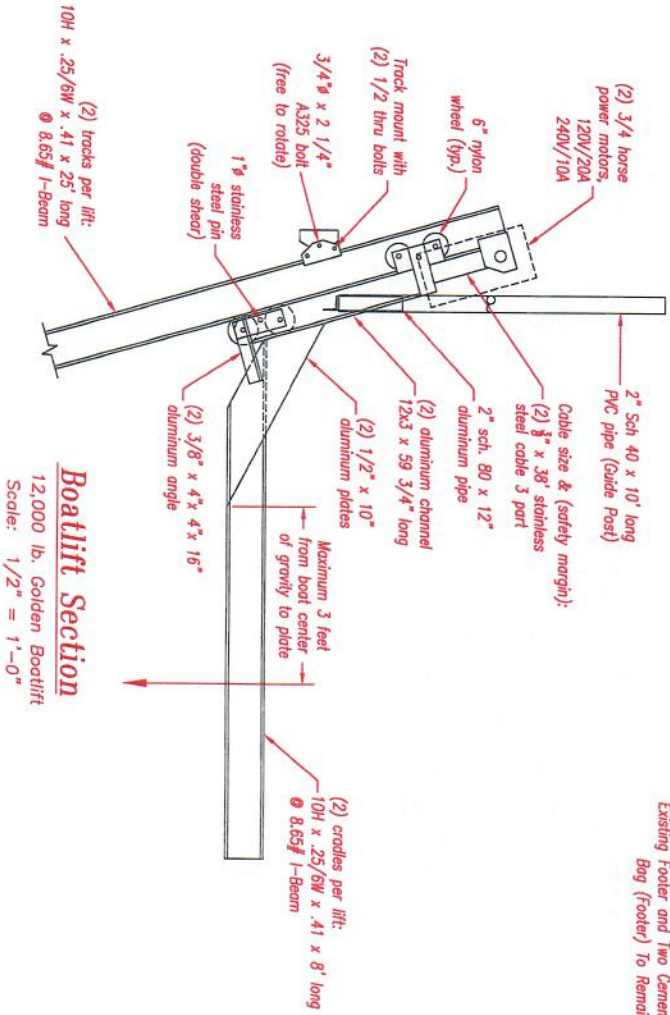 (2) 3/4 horse
power motors,
120V/20A
240V/10A
6" nylon
wheel (typ.)
Track mount with
(2) 1/2 thru bolts
3/4"ø x 2 1/4"
A325 bolt
(free to rotate)
1"ø stainless
steel pin
(double shear)
(2) tracks per lift:
10H x .25/6W x .41 x 25' long
@ 8.65# I-Beam
2" Sch 40 x 10' long
PVC pipe (Guide Post)
Cable size & (safety margin):
(2) 3/8" x 38' stainless
steel cable 3 part
2" sch. 80 x 12"
aluminum pipe
(2) aluminum channel
12x3 x 59 3/4" long
(2) 1/2" x 10"
aluminum plates
(2) 3/8" x 4"x 4"x 16"
aluminum angle
Maximum 3 feet
from boat center
of gravity to plate
(2) cradles per lift:
10H x .25/6W x .41 x 8' long
@ 8.65# I-Beam
Boatlift Section
12,000 lb. Golden Boatlift
Scale: 1/2" = 1'-0"
Existing Footer and Two Cement
Bag (Footer) To Remai